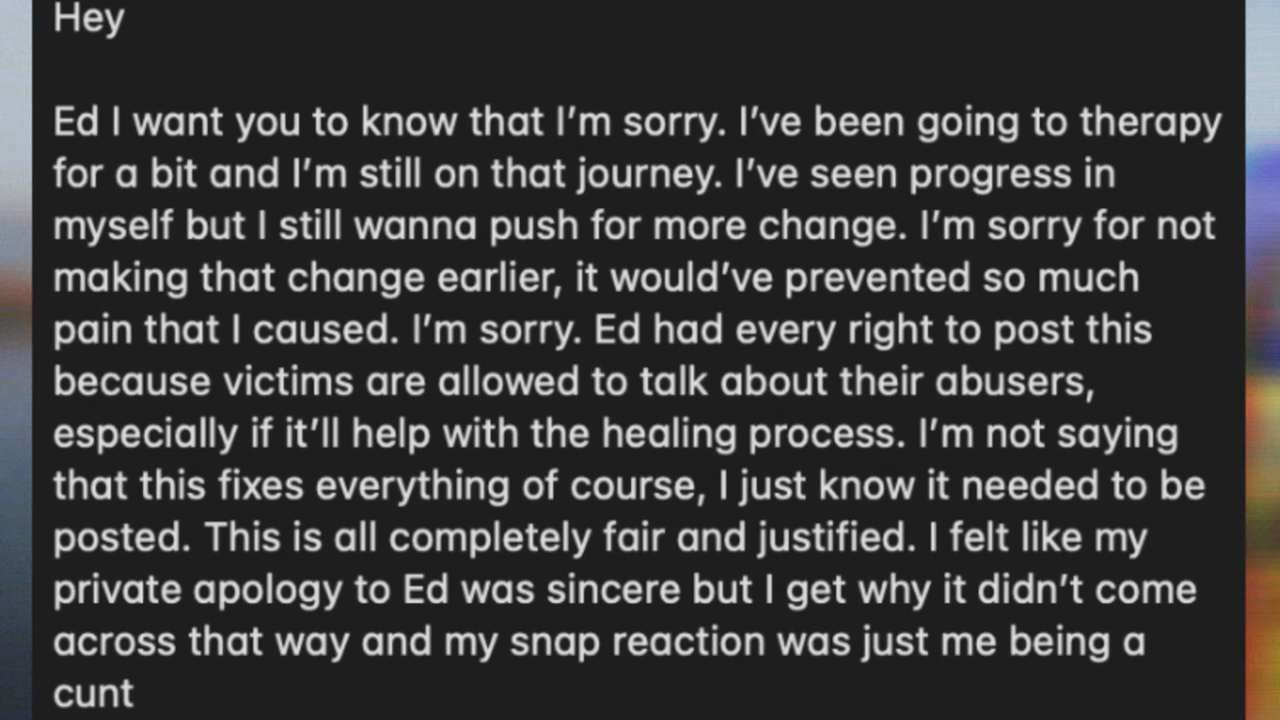 Hey
Ed I want you to know that I'm sorry. I've been going to therapy
for a bit and I'm still on that journey. I've seen progress in
myself but I still wanna push for more change. I'm sorry for not
making that change earlier, it would've prevented so much
pain that I caused. I'm sorry. Ed had every right to post this
because victims are allowed to talk about their abusers,
especially if it'll help with the healing process. I'm not saying
that this fixes everything of course, I just know it needed to be
posted. This is all completely fair and justified. I felt like my
private apology to Ed was sincere but I get why it didn't come
across that way and my snap reaction was just me being a
cunt